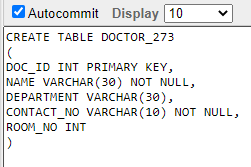 Autocommit Display 10
CREATE TABLE DOCTOR_273
(
DOC_ID INT PRIMARY KEY,
NAME VARCHAR(30) NOT NULL,
DEPARTMENT VARCHAR(30),
CONTACT_NO VARCHAR(10) NOT NULL,
ROOM_NO INT
)